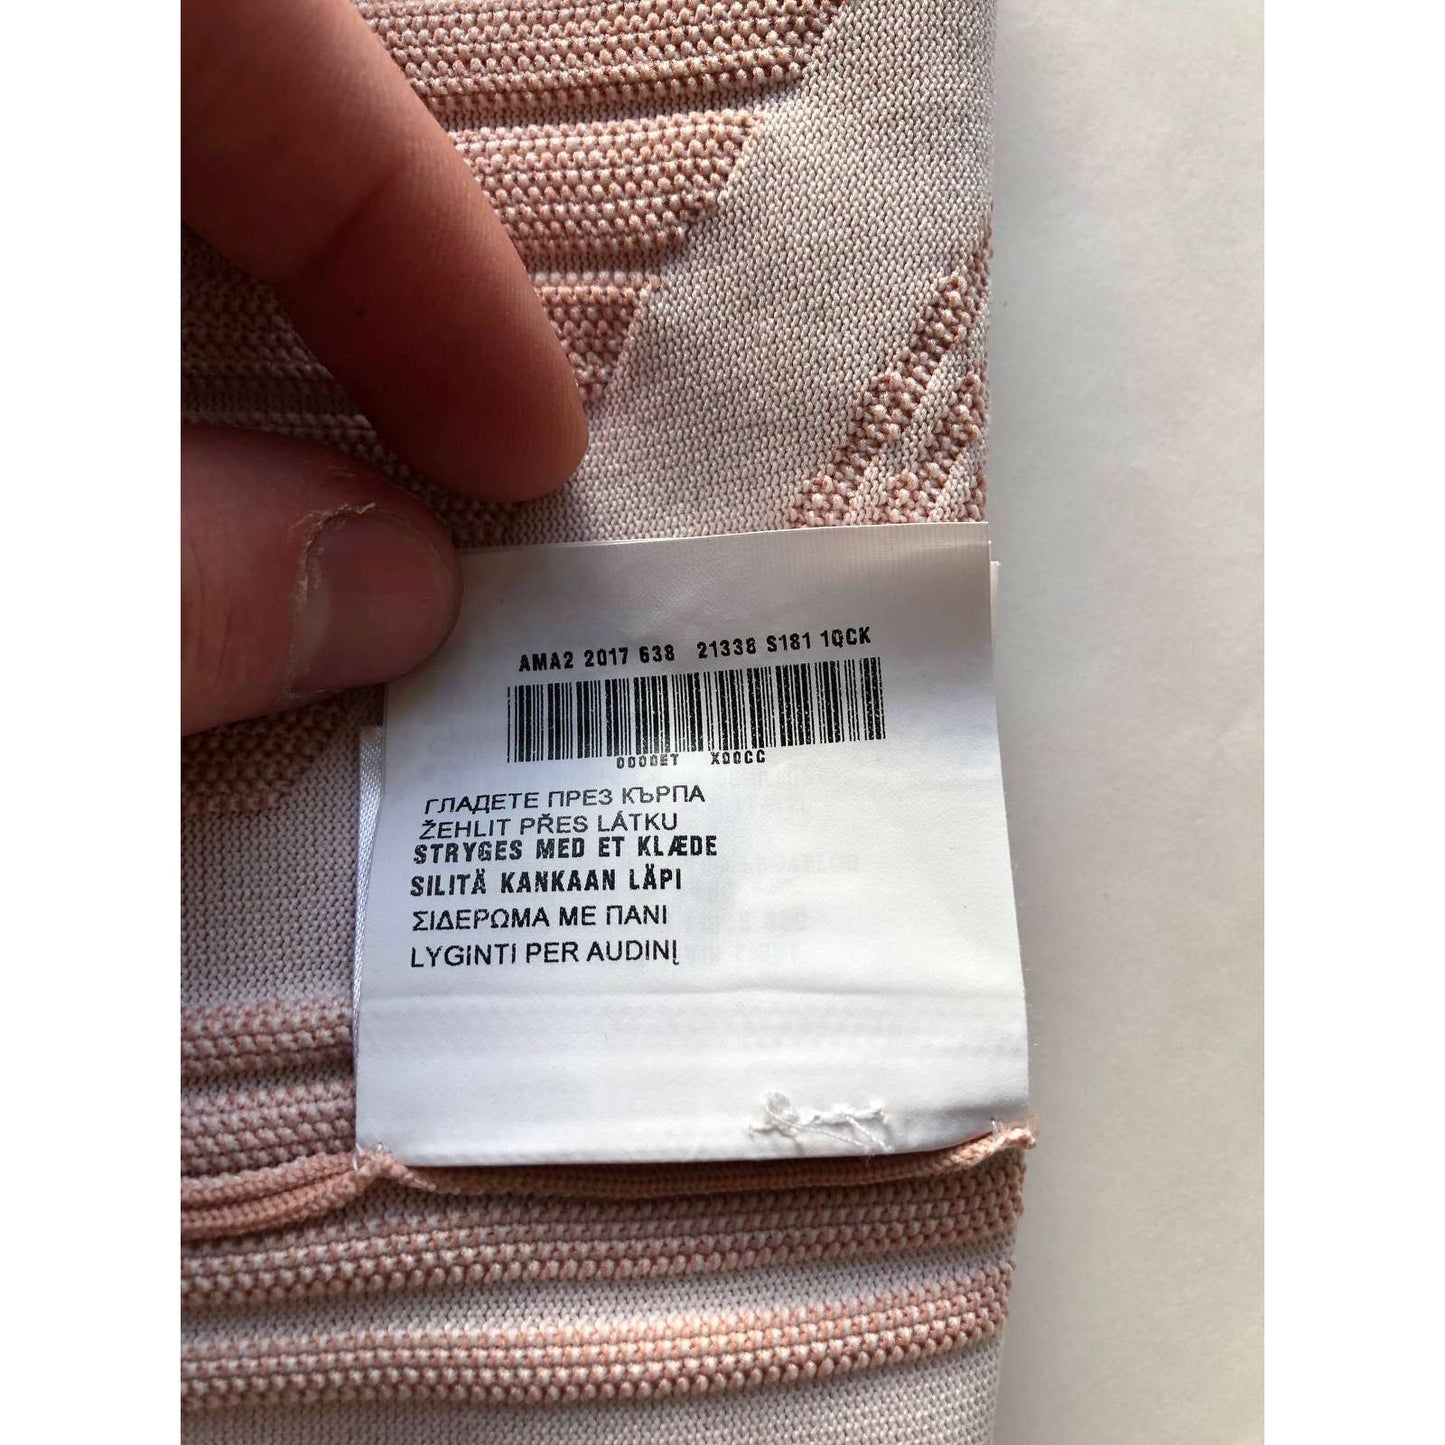 AMA2 2017 638 21338 S181 1QCK
0000ET X00CC
ГЛАДЕТЕ ПРЕЗ КЪРПА
ŽEHLIT PŘES LÁTKU
STRYGES MED ET KLÆDE
SILITÄ KANKAAN LÄPI
ΣΙΔΕΡΩΜΑ ΜΕ ΠΑΝΙ
LYGINTI PER AUDINĮ